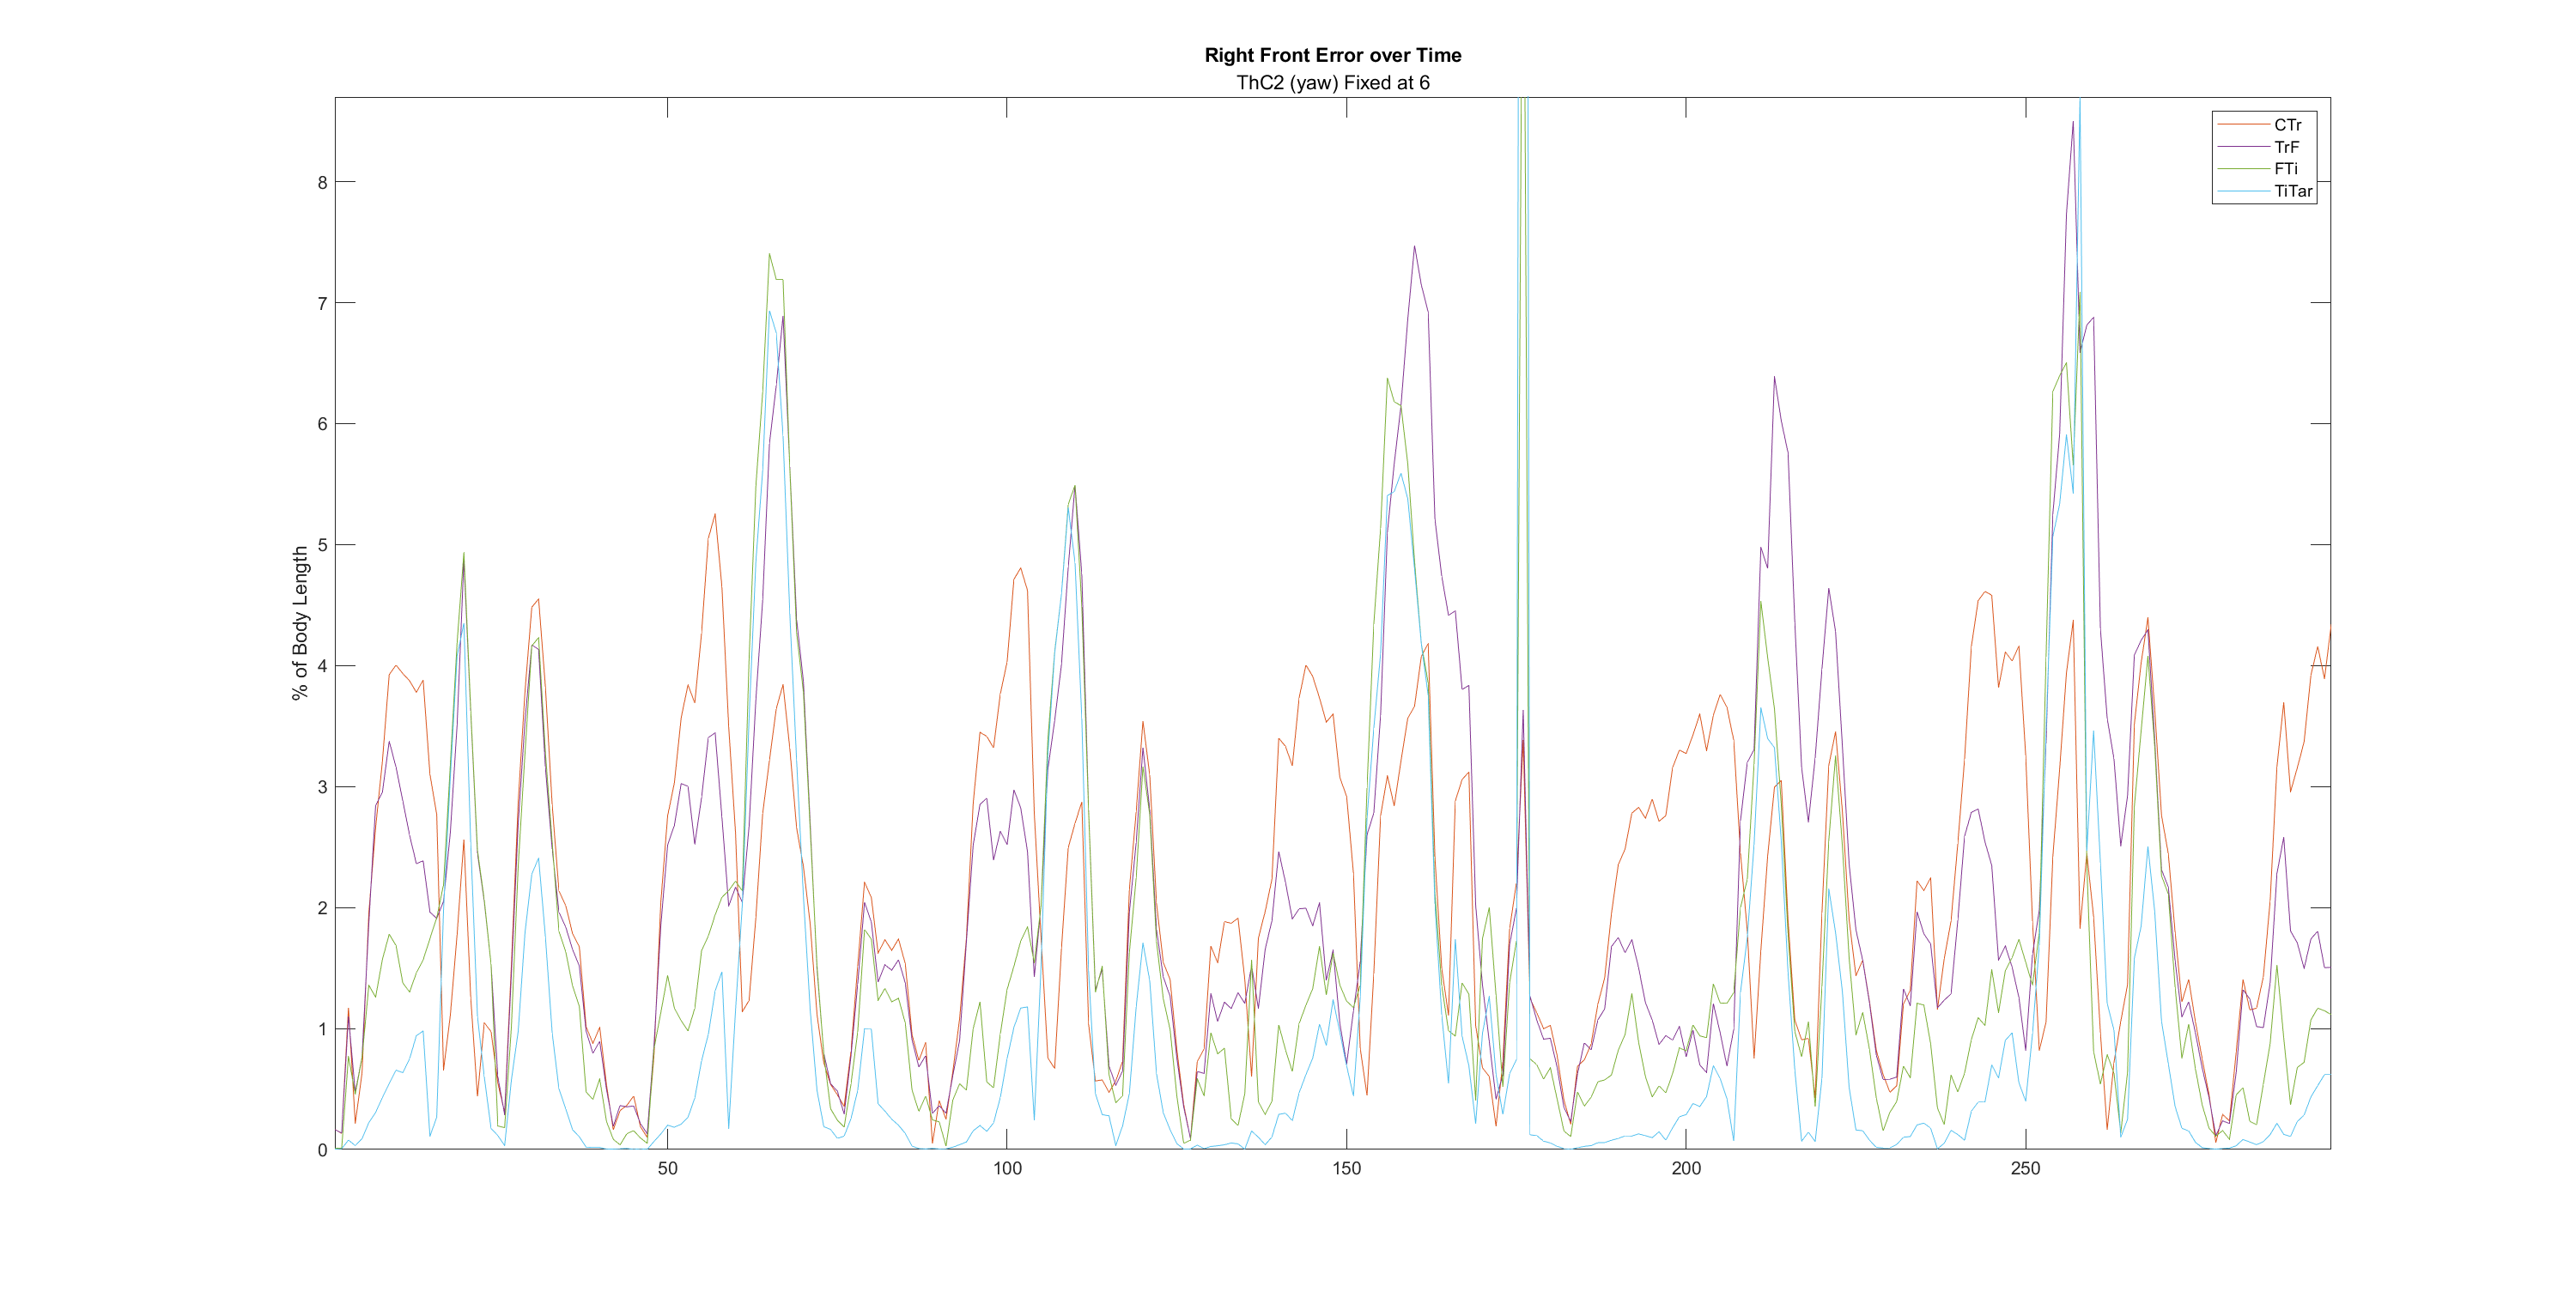 Right Front Error over Time
ThC2 (yaw) Fixed at 6
% of Body Length
8
7
6
5
4
3
2
1
0
50
100
150
200
250
CTr
TrF
FTi
TiTar